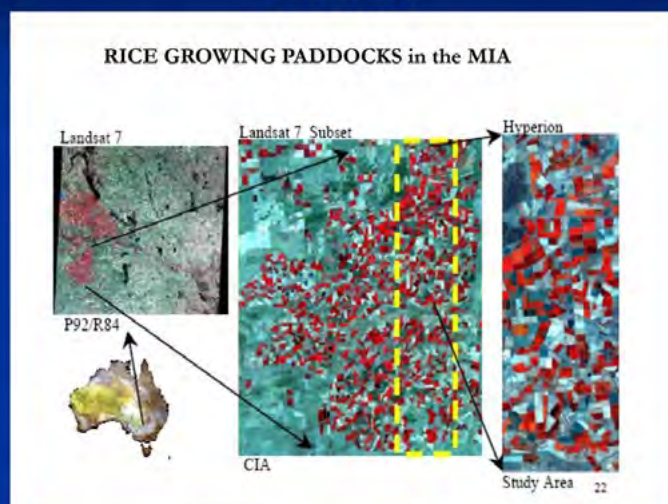 RICE GROWING PADDOCKS in the MIA
Landsat 7
Landsat 7 Subset
Hyperion
P92/R84
CIA
Study Area
22